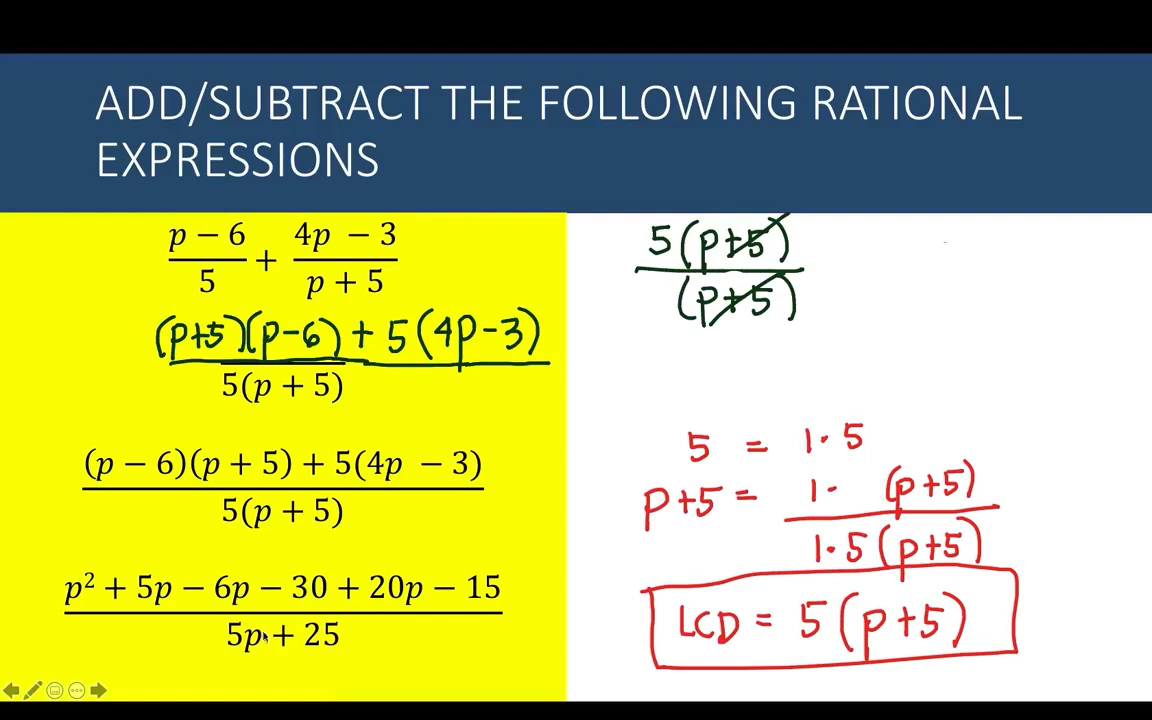 ADD/SUBTRACT THE FOLLOWING RATIONAL
EXPRESSIONS
p − 6
5
+
4p − 3
p + 5
(p+5)(p−6) + 5(4p−3)
5(p + 5)
(p − 6)(p + 5) + 5(4p − 3)
5(p + 5)
p² + 5p − 6p − 30 + 20p − 15
5p + 25
5(p+5)
(p+5)
5 = 1·5
p+5 = 1· (p+5)
1·5(p+5)
LCD = 5(p+5)